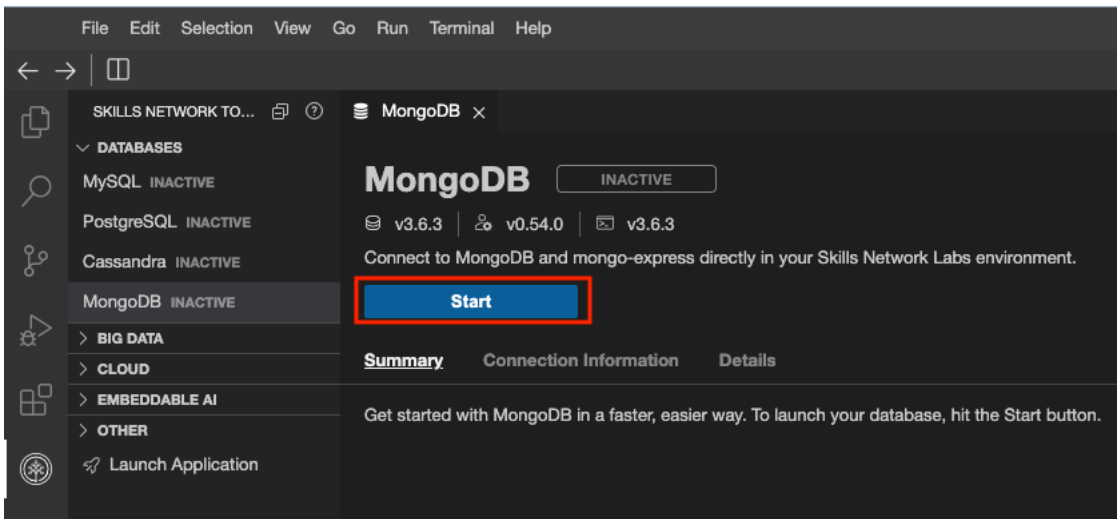 File Edit Selection View Go Run Terminal Help
SKILLS NETWORK TO...
DATABASES
MySQL INACTIVE
PostgreSQL INACTIVE
Cassandra INACTIVE
MongoDB INACTIVE
BIG DATA
CLOUD
EMBEDDABLE AI
OTHER
Launch Application
MongoDB
MongoDB INACTIVE
v3.6.3 v0.54.0 v3.6.3
Connect to MongoDB and mongo-express directly in your Skills Network Labs environment.
Start
Summary Connection Information Details
Get started with MongoDB in a faster, easier way. To launch your database, hit the Start button.